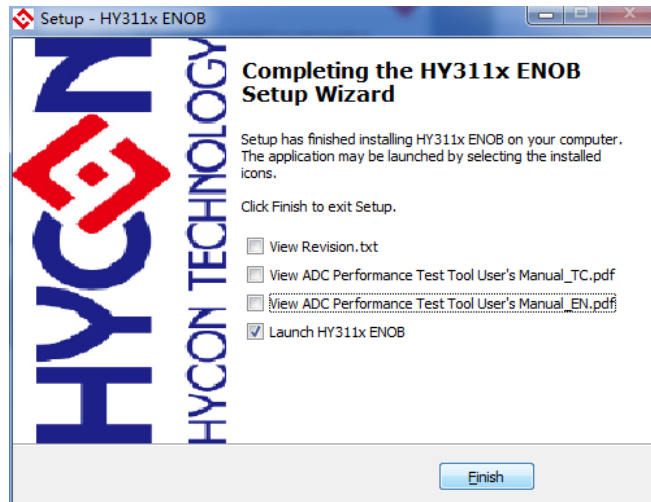 Setup - HY311x ENOB
HYCON
HYCON TECHNOLOGY
Completing the HY311x ENOB
Setup Wizard
Setup has finished installing HY311x ENOB on your computer.
The application may be launched by selecting the installed
icons.
Click Finish to exit Setup.
View Revision.txt
View ADC Performance Test Tool User's Manual_TC.pdf
View ADC Performance Test Tool User's Manual_EN.pdf
Launch HY311x ENOB
Finish